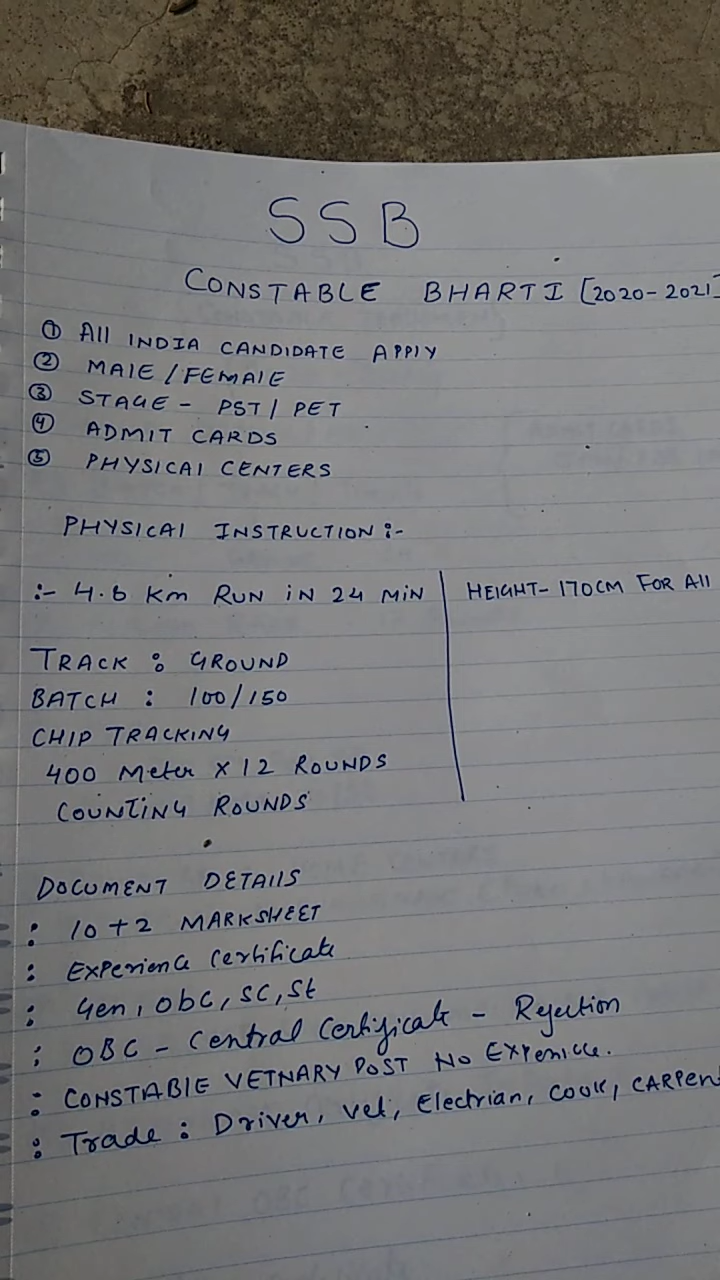 SSB
CONSTABLE BHARTI [2020-2021]
① All INDIA CANDIDATE APPlY
② MAlE / FEMAlE
③ STAGE - PST / PET
④ ADMIT CARDS
⑤ PHYSICAL CENTERS
PHYSICAl INSTRUCTION :-
:- 4.8 Km RUN iN 24 MiN
HEIGHT- 170CM FOR All
TRACK : GROUND
BATCH : 100/150
CHIP TRACKING
400 Meter X 12 ROUNDS
COUNTING ROUNDS
DOCUMENT DETAIlS
: 10+2 MARKSHEET
: Experience Certificate
: Gen, Obc, SC, St
: OBC - Central Certificate - Rejection
: CONSTABlE VETNARY POST NO EXPENICCE.
: Trade : Driver, vet, Electrian, Cook, CARPEN